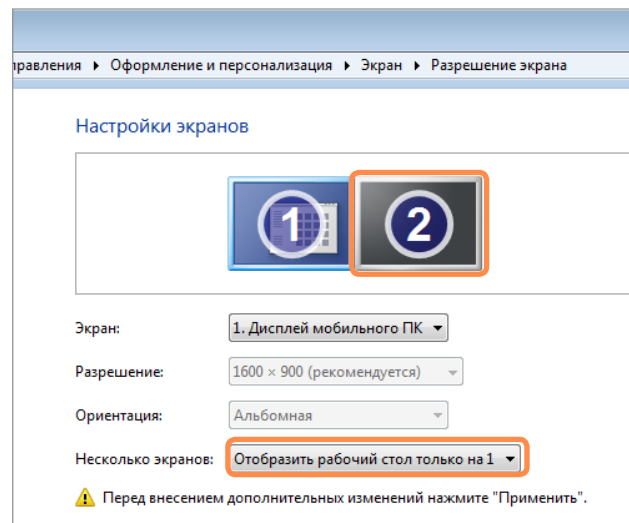 правления ▸ Оформление и персонализация ▸ Экран ▸ Разрешение экрана
Настройки экранов
1 2
Экран: 1. Дисплей мобильного ПК
Разрешение: 1600 × 900 (рекомендуется)
Ориентация: Альбомная
Несколько экранов: Отобразить рабочий стол только на 1
Перед внесением дополнительных изменений нажмите "Применить".